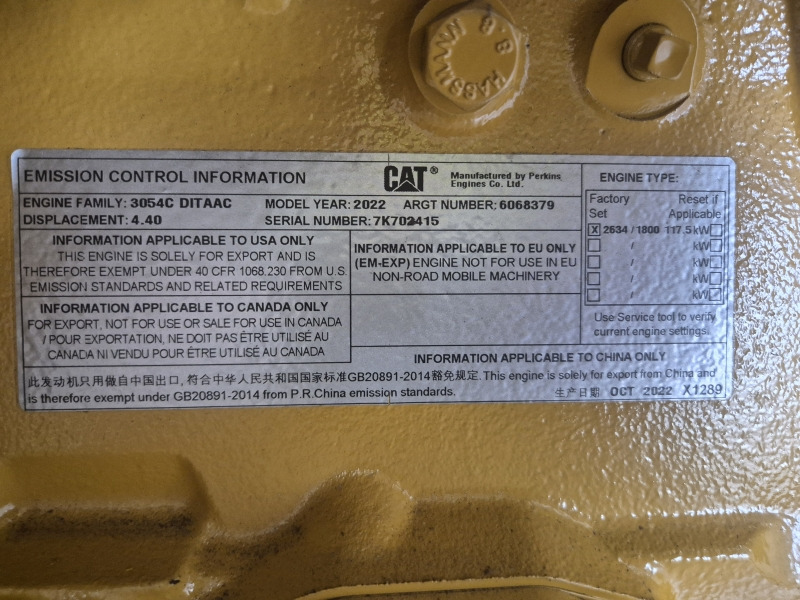 HASSILMAN
8.8
EMISSION CONTROL INFORMATION
CAT® Manufactured by Perkins
Engines Co. Ltd.
ENGINE FAMILY: 3054C DITAAC MODEL YEAR: 2022 ARGT NUMBER: 6068379
DISPLACEMENT: 4.40 SERIAL NUMBER: 7K702415
INFORMATION APPLICABLE TO USA ONLY
THIS ENGINE IS SOLELY FOR EXPORT AND IS
THEREFORE EXEMPT UNDER 40 CFR 1068.230 FROM U.S.
EMISSION STANDARDS AND RELATED REQUIREMENTS
INFORMATION APPLICABLE TO EU ONLY
(EM-EXP) ENGINE NOT FOR USE IN EU
NON-ROAD MOBILE MACHINERY
INFORMATION APPLICABLE TO CANADA ONLY
FOR EXPORT, NOT FOR USE OR SALE FOR USE IN CANADA
/ POUR EXPORTATION, NE DOIT PAS ÊTRE UTILISÉ AU
CANADA NI VENDU POUR ÊTRE UTILISÉ AU CANADA
ENGINE TYPE:
Factory Reset if
Set Applicable
X 2634 / 1800 117.5 kW
/ kW
/ kW
/ kW
Use Service tool to verify
current engine settings.
INFORMATION APPLICABLE TO CHINA ONLY
此发动机只用做自中国出口, 符合中华人民共和国国家标准GB20891-2014豁免规定. This engine is solely for export from China and
is therefore exempt under GB20891-2014 from P.R.China emission standards. 生产日期 OCT 2022 X1289